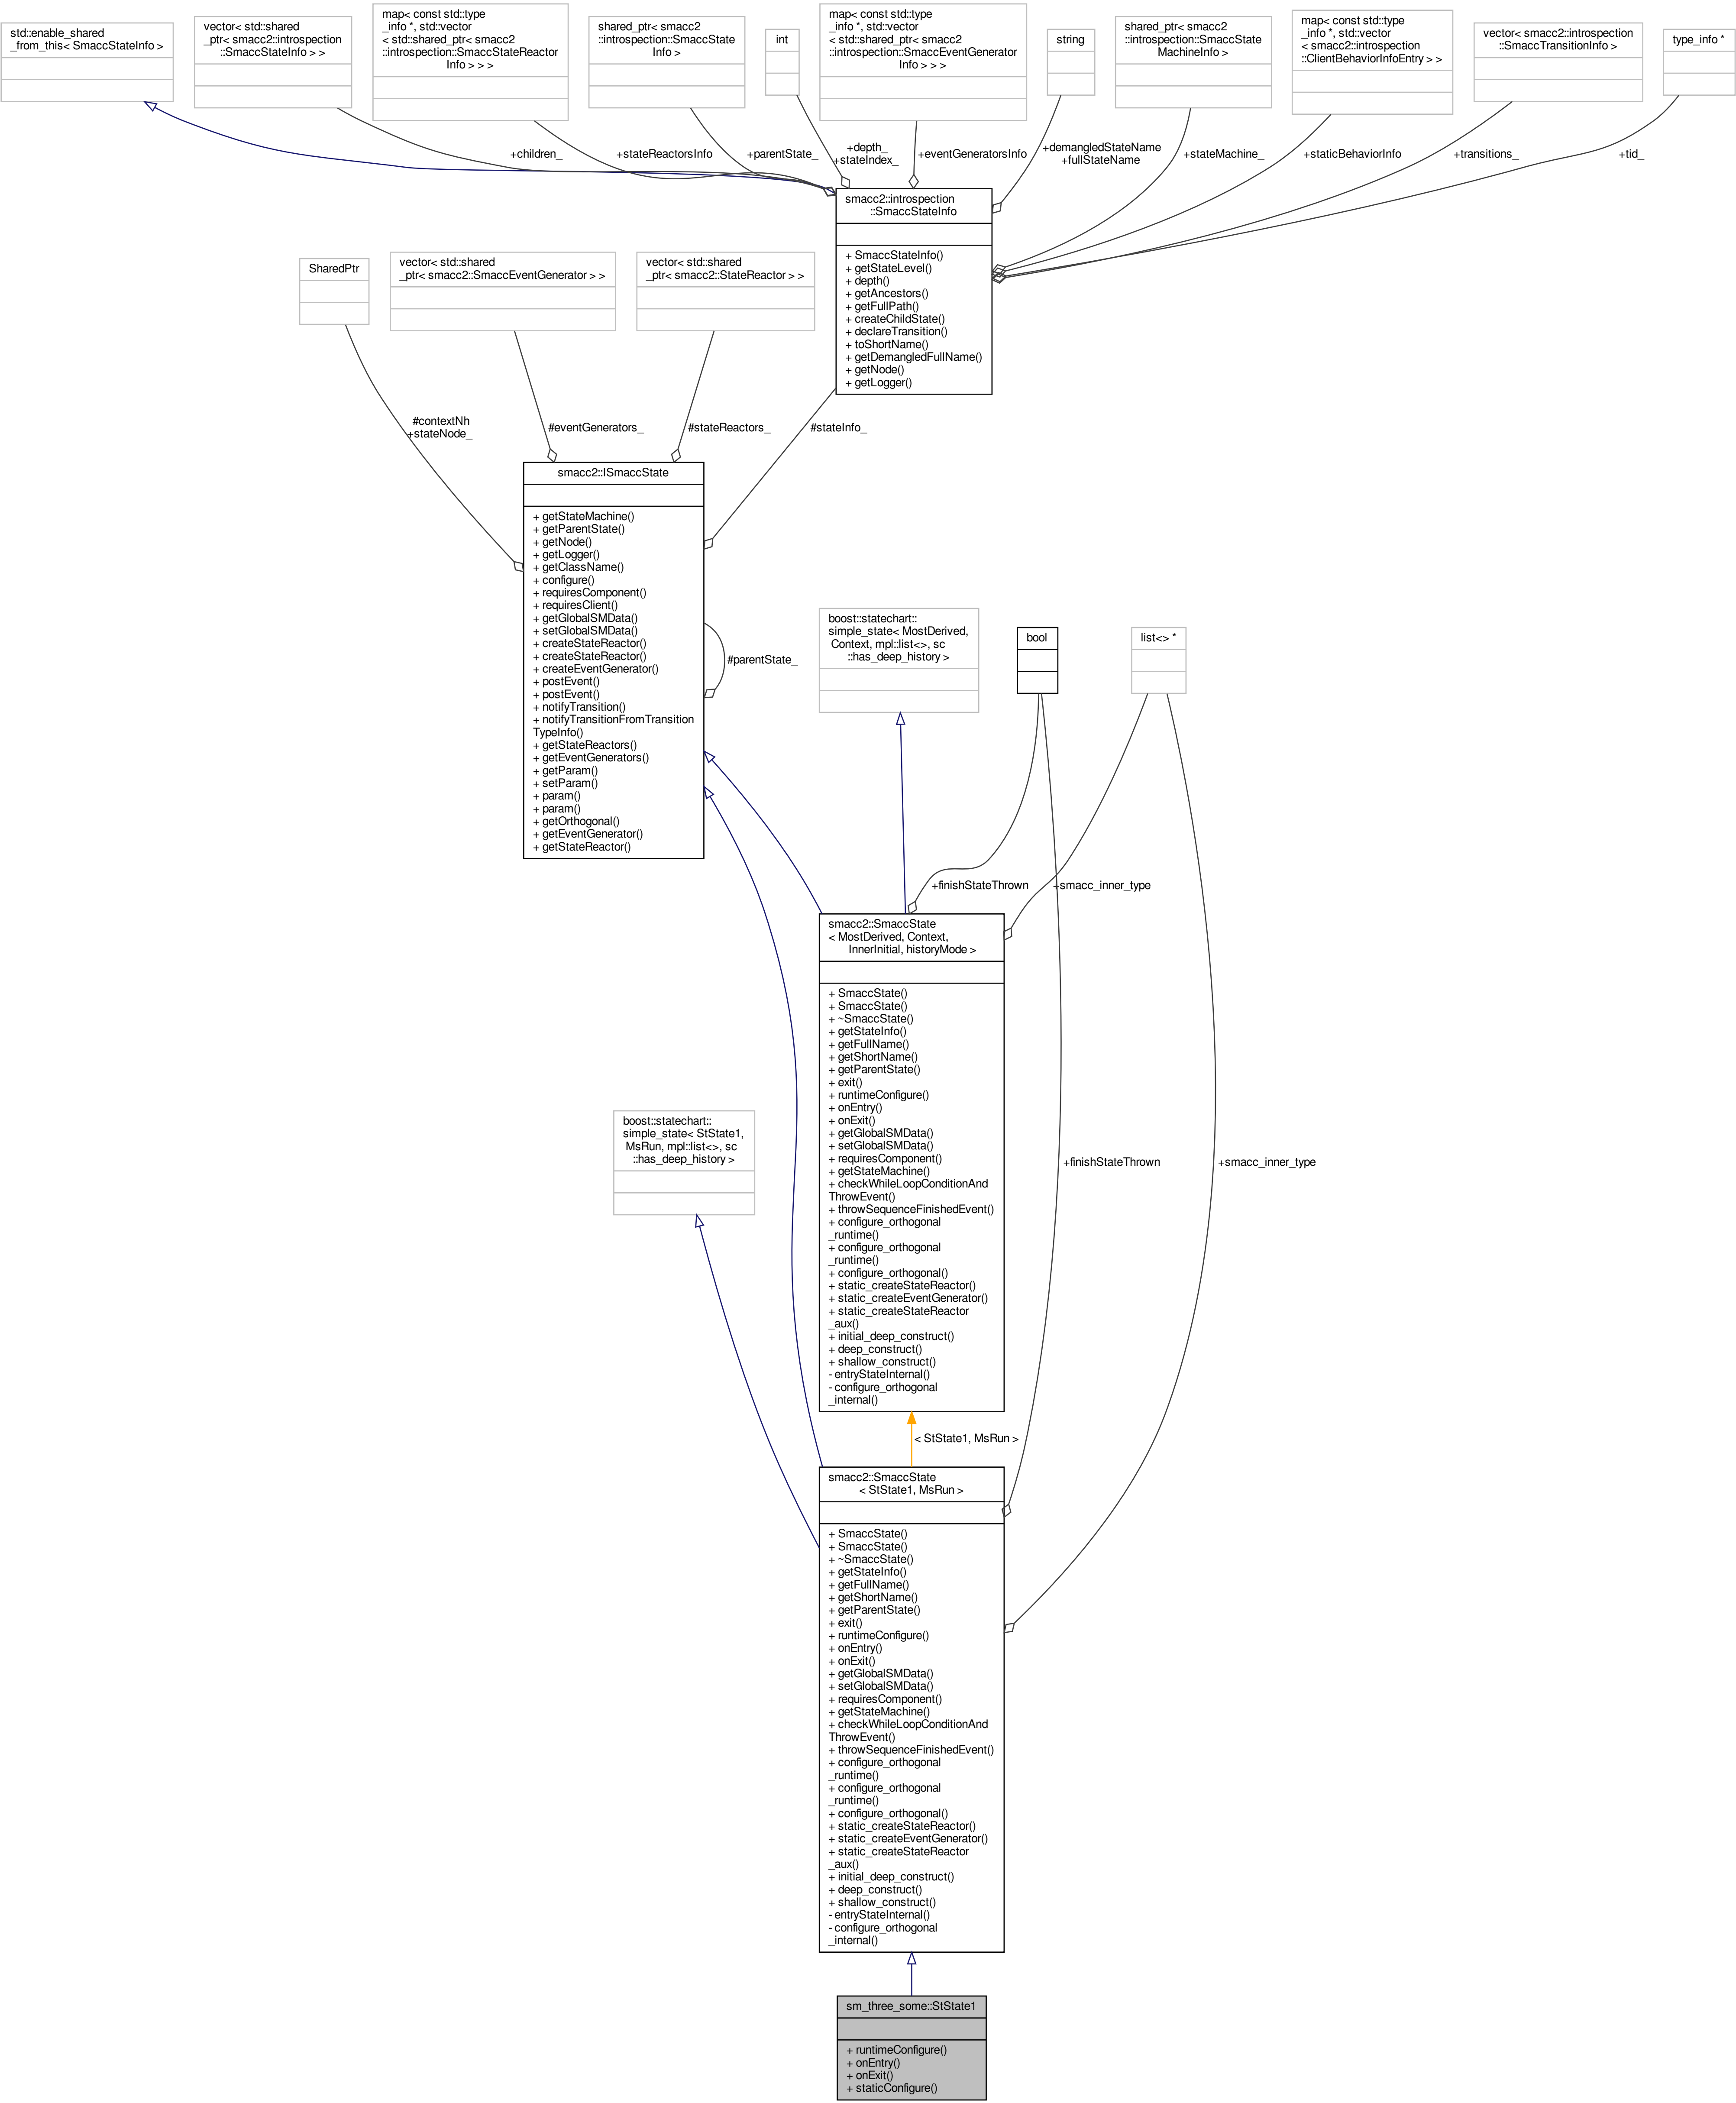 std::enable_shared
_from_this< SmaccStateInfo >
vector< std::shared
_ptr< smacc2::introspection
::SmaccStateInfo > >
map< const std::type
_info *, std::vector
< std::shared_ptr< smacc2
::introspection::SmaccStateReactor
Info > > >
shared_ptr< smacc2
::introspection::SmaccState
Info >
int
map< const std::type
_info *, std::vector
< std::shared_ptr< smacc2
::introspection::SmaccEventGenerator
Info > > >
string
shared_ptr< smacc2
::introspection::SmaccState
MachineInfo >
map< const std::type
_info *, std::vector
< smacc2::introspection
::ClientBehaviorInfoEntry > >
vector< smacc2::introspection
::SmaccTransitionInfo >
type_info *
+children_
+stateReactorsInfo
+parentState_
+depth_
+stateIndex_
+eventGeneratorsInfo
+demangledStateName
+fullStateName
+stateMachine_
+staticBehaviorInfo
+transitions_
+tid_
smacc2::introspection
::SmaccStateInfo
+ SmaccStateInfo()
+ getStateLevel()
+ depth()
+ getAncestors()
+ getFullPath()
+ createChildState()
+ declareTransition()
+ toShortName()
+ getDemangledFullName()
+ getNode()
+ getLogger()
SharedPtr
vector< std::shared
_ptr< smacc2::SmaccEventGenerator > >
vector< std::shared
_ptr< smacc2::StateReactor > >
#contextNh
+stateNode_
#eventGenerators_
#stateReactors_
#stateInfo_
smacc2::ISmaccState
+ getStateMachine()
+ getParentState()
+ getNode()
+ getLogger()
+ getClassName()
+ configure()
+ requiresComponent()
+ requiresClient()
+ getGlobalSMData()
+ setGlobalSMData()
+ createStateReactor()
+ createStateReactor()
+ createEventGenerator()
+ postEvent()
+ postEvent()
+ notifyTransition()
+ notifyTransitionFromTransition
TypeInfo()
+ getStateReactors()
+ getEventGenerators()
+ getParam()
+ setParam()
+ param()
+ param()
+ getOrthogonal()
+ getEventGenerator()
+ getStateReactor()
#parentState_
boost::statechart::
simple_state< MostDerived,
Context, mpl::list<>, sc
::has_deep_history >
bool
list<> *
+finishStateThrown
+smacc_inner_type
smacc2::SmaccState
< MostDerived, Context,
InnerInitial, historyMode >
+ SmaccState()
+ SmaccState()
+ ~SmaccState()
+ getStateInfo()
+ getFullName()
+ getShortName()
+ getParentState()
+ exit()
+ runtimeConfigure()
+ onEntry()
+ onExit()
+ getGlobalSMData()
+ setGlobalSMData()
+ requiresComponent()
+ getStateMachine()
+ checkWhileLoopConditionAnd
ThrowEvent()
+ throwSequenceFinishedEvent()
+ configure_orthogonal
_runtime()
+ configure_orthogonal
_runtime()
+ configure_orthogonal()
+ static_createStateReactor()
+ static_createEventGenerator()
+ static_createStateReactor
_aux()
+ initial_deep_construct()
+ deep_construct()
+ shallow_construct()
- entryStateInternal()
- configure_orthogonal
_internal()
boost::statechart::
simple_state< StState1,
MsRun, mpl::list<>, sc
::has_deep_history >
+finishStateThrown
+smacc_inner_type
< StState1, MsRun >
smacc2::SmaccState
< StState1, MsRun >
+ SmaccState()
+ SmaccState()
+ ~SmaccState()
+ getStateInfo()
+ getFullName()
+ getShortName()
+ getParentState()
+ exit()
+ runtimeConfigure()
+ onEntry()
+ onExit()
+ getGlobalSMData()
+ setGlobalSMData()
+ requiresComponent()
+ getStateMachine()
+ checkWhileLoopConditionAnd
ThrowEvent()
+ throwSequenceFinishedEvent()
+ configure_orthogonal
_runtime()
+ configure_orthogonal
_runtime()
+ configure_orthogonal()
+ static_createStateReactor()
+ static_createEventGenerator()
+ static_createStateReactor
_aux()
+ initial_deep_construct()
+ deep_construct()
+ shallow_construct()
- entryStateInternal()
- configure_orthogonal
_internal()
sm_three_some::StState1
+ runtimeConfigure()
+ onEntry()
+ onExit()
+ staticConfigure()